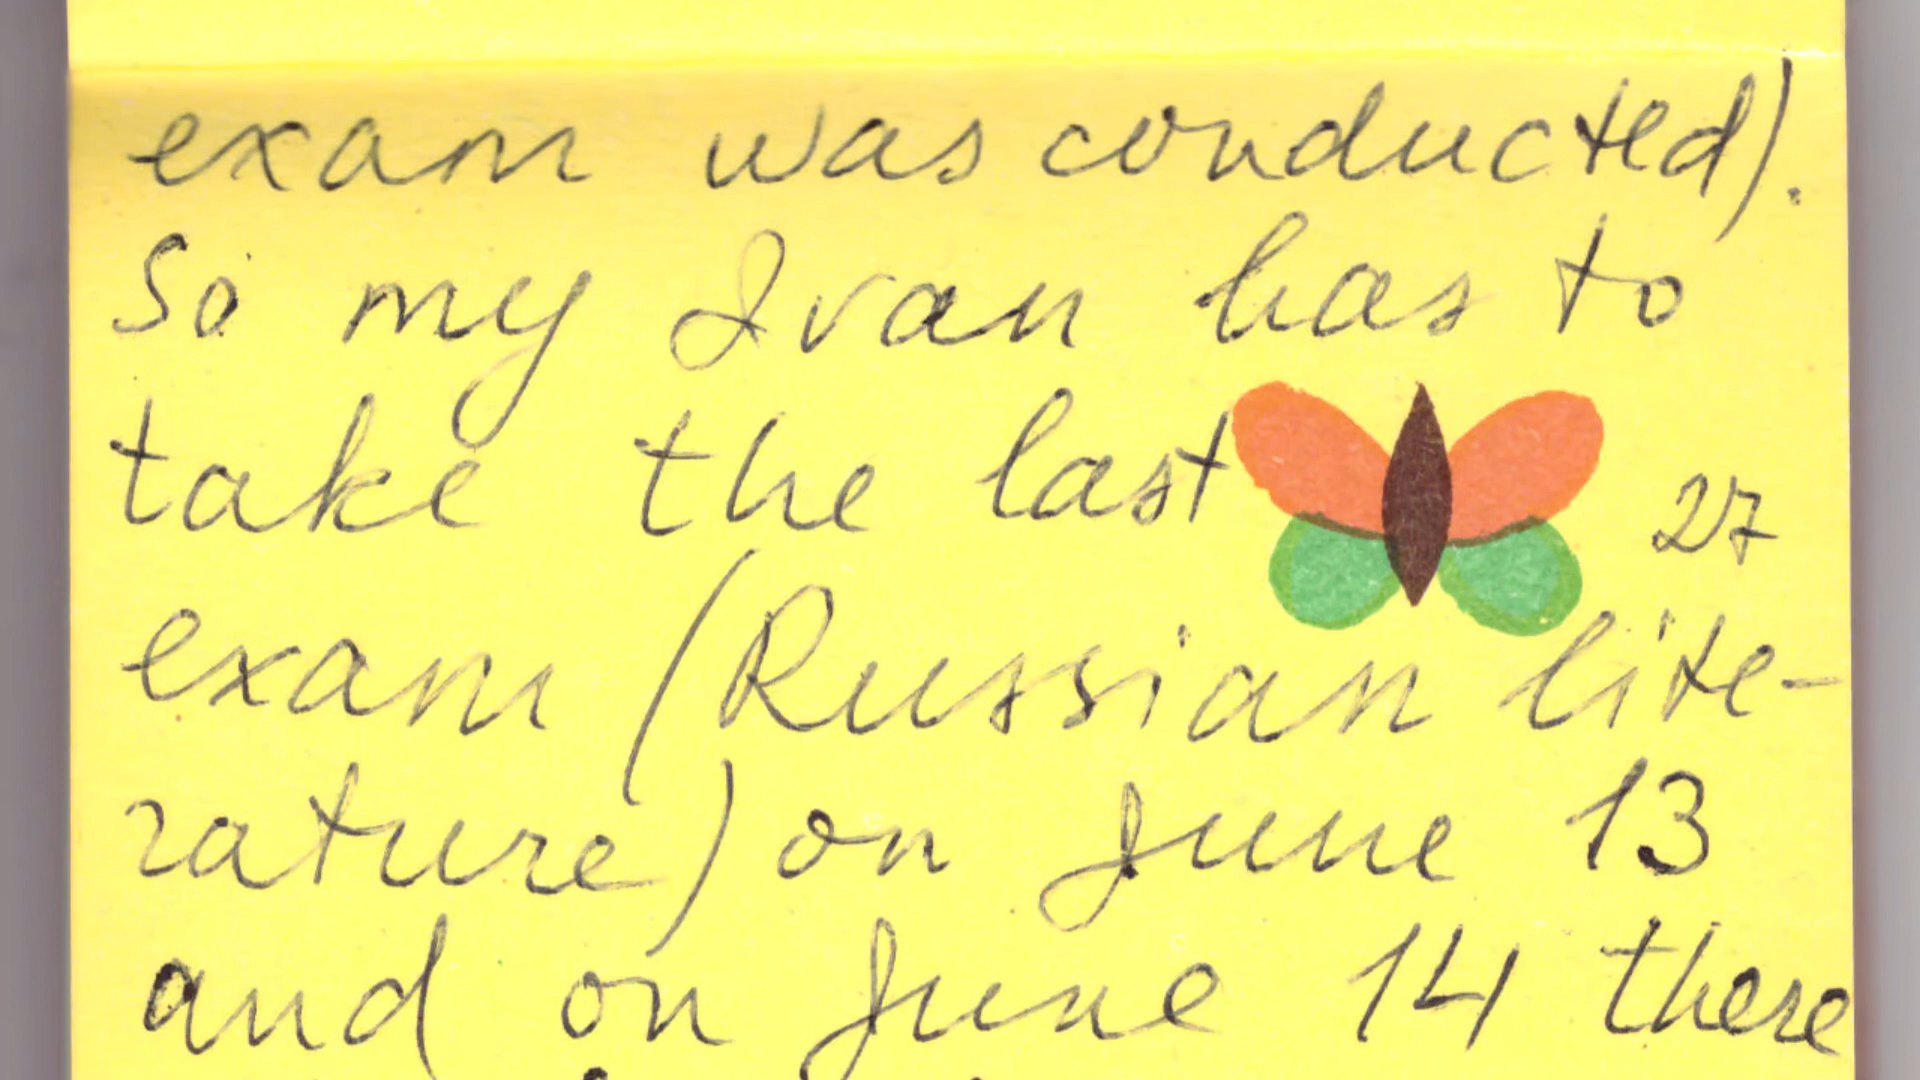 exam was conducted).
So my Ivan has to
take the last
27
exam (Russian lite-
rature) on June 13
and on June 14 there